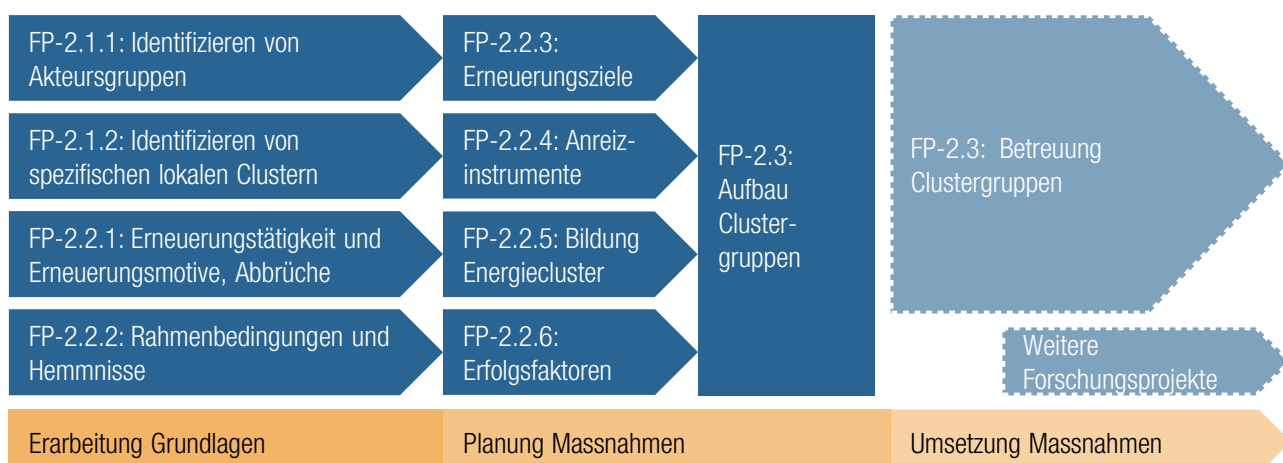 FP-2.1.1: Identifizieren von
Akteursgruppen
FP-2.1.2: Identifizieren von
spezifischen lokalen Clustern
FP-2.2.1: Erneuerungstätigkeit und
Erneuerungsmotive, Abbrüche
FP-2.2.2: Rahmenbedingungen und
Hemmnisse
FP-2.2.3:
Erneuerungsziele
FP-2.2.4: Anreiz-
instrumente
FP-2.2.5: Bildung
Energiecluster
FP-2.2.6:
Erfolgsfaktoren
FP-2.3:
Aufbau
Cluster-
gruppen
FP-2.3: Betreuung
Clustergruppen
Weitere
Forschungsprojekte
Erarbeitung Grundlagen
Planung Massnahmen
Umsetzung Massnahmen